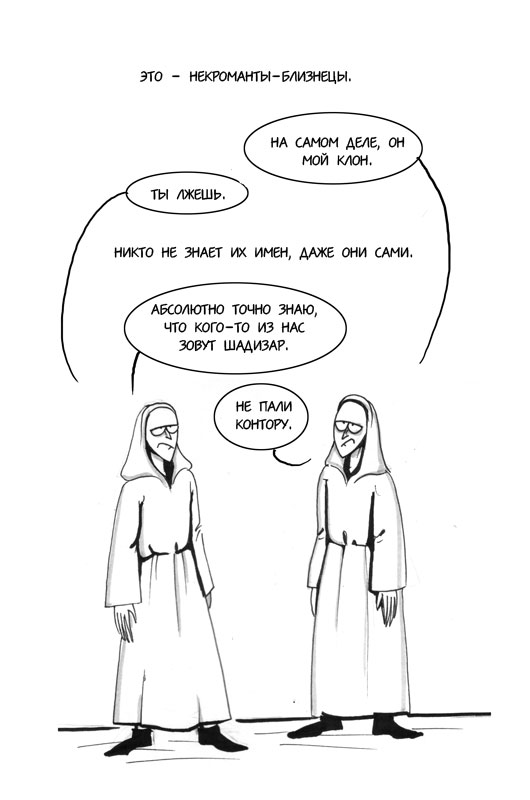 ЭТО - НЕКРОМАНТЫ-БЛИЗНЕЦЫ.
НА САМОМ ДЕЛЕ, ОН
МОЙ КЛОН.
ТЫ ЛЖЕШЬ.
НИКТО НЕ ЗНАЕТ ИХ ИМЕН, ДАЖЕ ОНИ САМИ.
АБСОЛЮТНО ТОЧНО ЗНАЮ,
ЧТО КОГО-ТО ИЗ НАС
ЗОВУТ ШАДИЗАР.
НЕ ПАЛИ
КОНТОРУ.